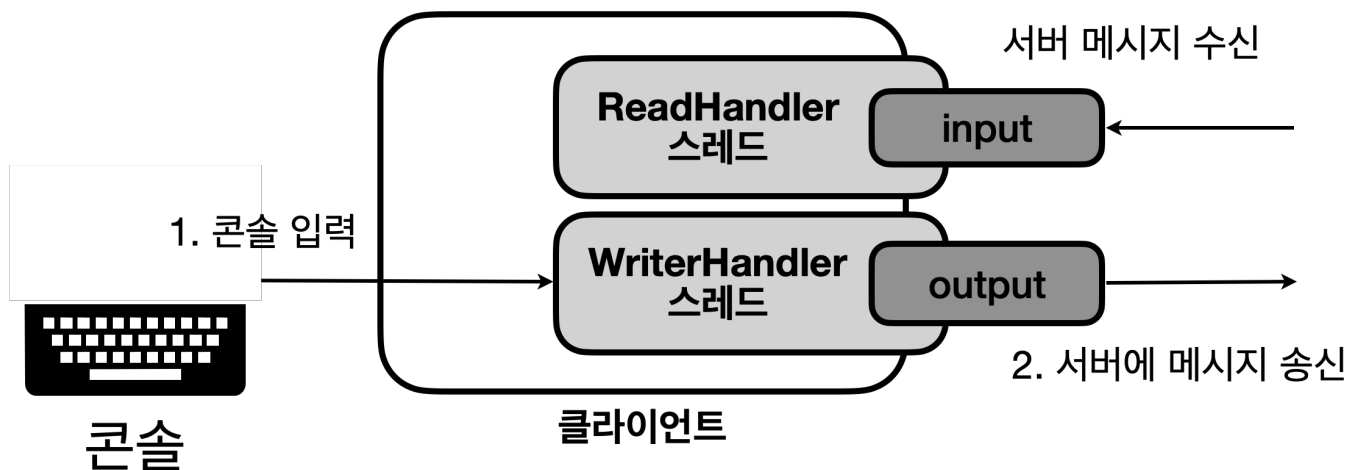 서버 메시지 수신
ReadHandler
스레드
input
1. 콘솔 입력
WriterHandler
스레드
output
2. 서버에 메시지 송신
클라이언트
콘솔